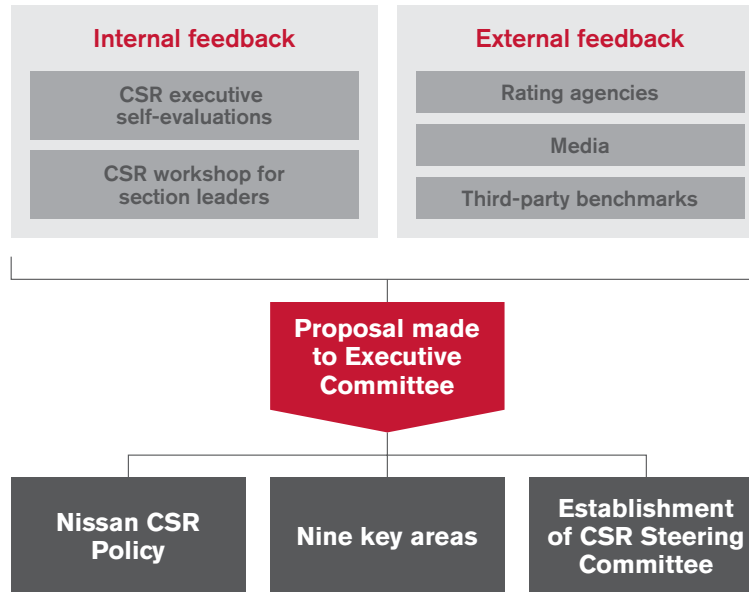 Internal feedback
CSR executive
self-evaluations
CSR workshop for
section leaders
External feedback
Rating agencies
Media
Third-party benchmarks
Proposal made
to Executive
Committee
Nissan CSR
Policy
Nine key areas
Establishment
of CSR Steering
Committee